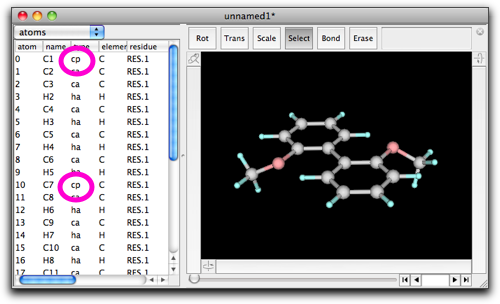 unnamed1*
atoms
Rot Trans Scale Select Bond Erase
atom name type element residue
0 C1 cp C RES.1
1 C2 ca C RES.1
2 C3 ca C RES.1
3 H2 ha H RES.1
4 C4 ca C RES.1
5 H3 ha H RES.1
6 C5 ca C RES.1
7 H4 ha H RES.1
8 C6 ca C RES.1
9 H5 ha H RES.1
10 C7 cp C RES.1
11 C8 ca C RES.1
12 H6 ha H RES.1
13 C9 ca C RES.1
14 H7 ha H RES.1
15 C10 ca C RES.1
16 H8 ha H RES.1
17 C11 ca C RES.1